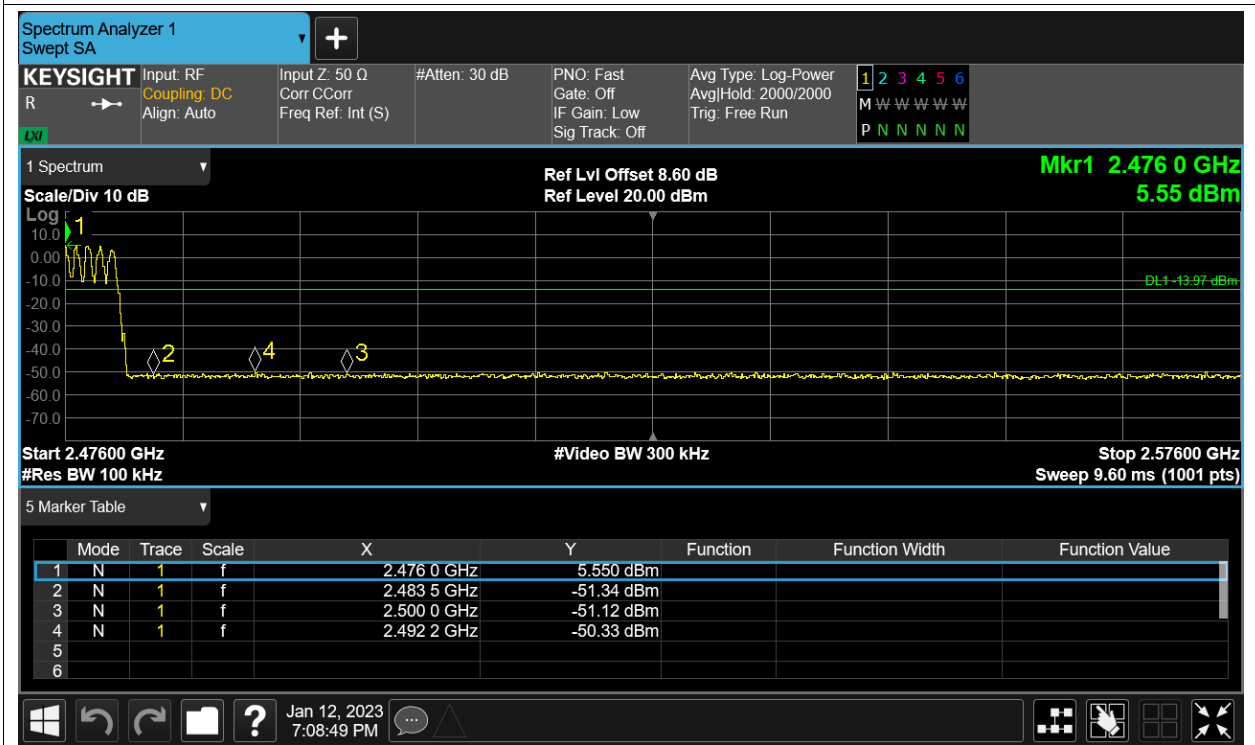 Spectrum Analyzer 1
Swept SA
KEYSIGHT Input: RF Input Z: 50 Ω #Atten: 30 dB PNO: Fast Avg Type: Log-Power 1 2 3 4 5 6
R Coupling: DC Corr CCorr Gate: Off Avg|Hold: 2000/2000 M W W W W W W
Align: Auto Freq Ref: Int (S) IF Gain: Low Trig: Free Run
LXI Sig Track: Off P N N N N N N
1 Spectrum Ref Lvl Offset 8.60 dB Mkr1 2.476 0 GHz
Scale/Div 10 dB Ref Level 20.00 dBm 5.55 dBm
Log 1
10.0
0.00
-10.0 DL1 -13.97 dBm
-20.0
-30.0
-40.0 2 4 3
-50.0
-60.0
-70.0
Start 2.47600 GHz #Video BW 300 kHz Stop 2.57600 GHz
#Res BW 100 kHz Sweep 9.60 ms (1001 pts)
5 Marker Table
Mode Trace Scale X Y Function Function Width Function Value
1 N 1 f 2.476 0 GHz 5.550 dBm
2 N 1 f 2.483 5 GHz -51.34 dBm
3 N 1 f 2.500 0 GHz -51.12 dBm
4 N 1 f 2.492 2 GHz -50.33 dBm
5
6
? Jan 12, 2023
7:08:49 PM